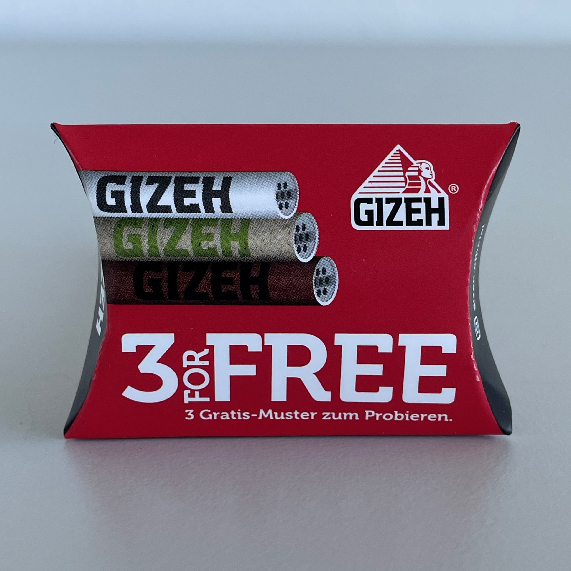 GIZEH
GIZEH
GIZEH
GIZEH®
3 FOR FREE
3 Gratis-Muster zum Probieren.